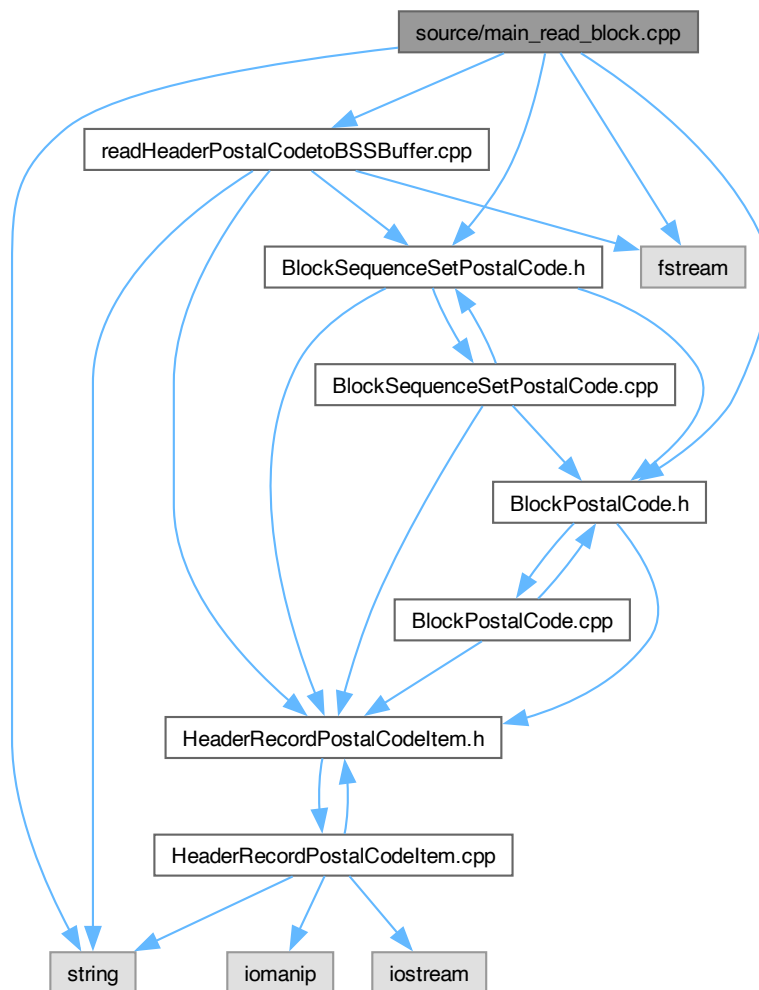 source/main_read_block.cpp
readHeaderPostalCodetoBSSBuffer.cpp
BlockSequenceSetPostalCode.h
fstream
BlockSequenceSetPostalCode.cpp
BlockPostalCode.h
BlockPostalCode.cpp
HeaderRecordPostalCodeItem.h
HeaderRecordPostalCodeItem.cpp
string
iomanip
iostream